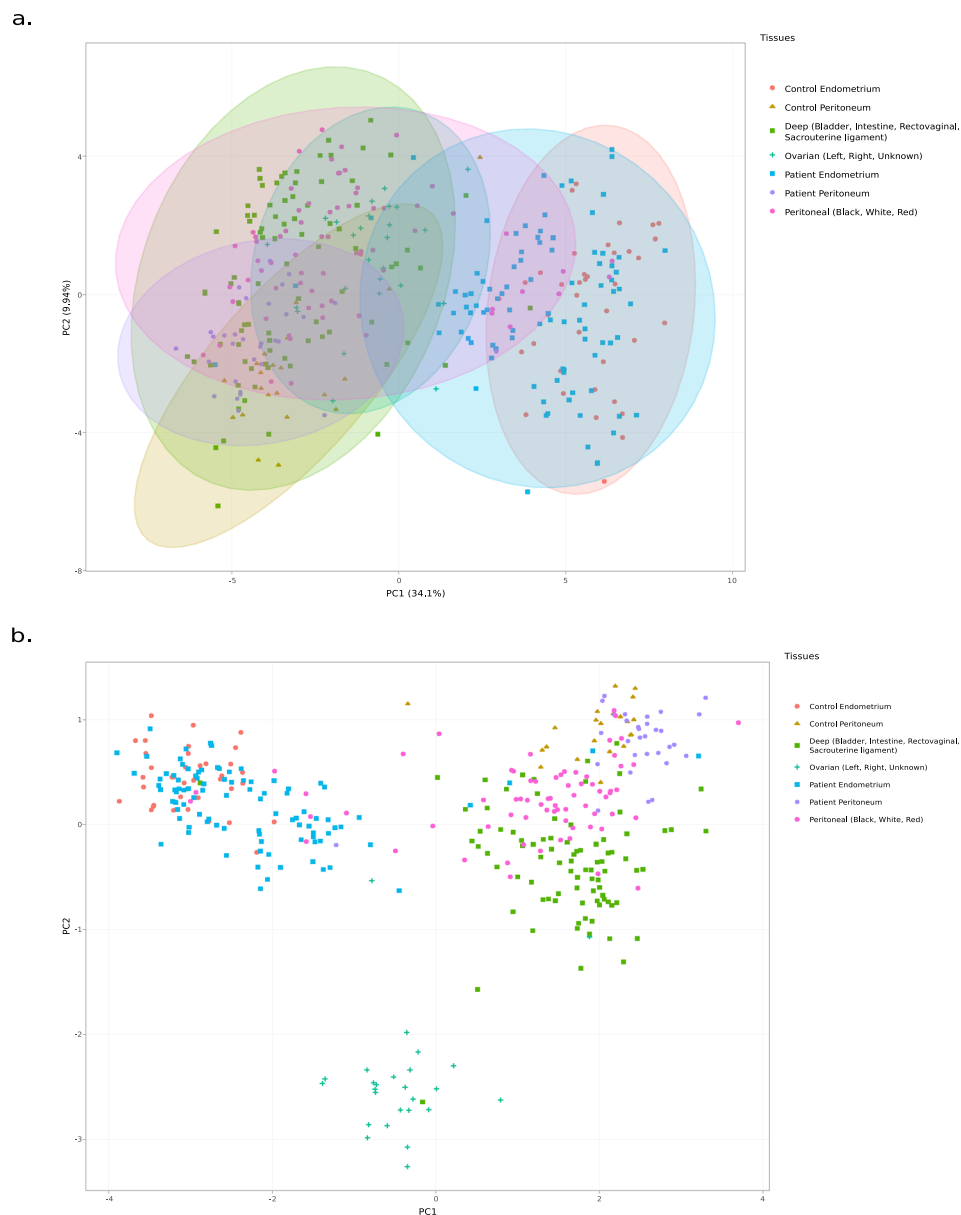 a.
Tissues
Control Endometrium
Control Peritoneum
Deep (Bladder, Intestine, Rectovaginal,
Sacrouterine ligament)
Ovarian (Left, Right, Unknown)
Patient Endometrium
Patient Peritoneum
Peritoneal (Black, White, Red)
PC2 (9,94%)
4
0
-4
-8
-5
0
5
10
PC1 (34,1%)
b.
Tissues
Control Endometrium
Control Peritoneum
Deep (Bladder, Intestine, Rectovaginal,
Sacrouterine ligament)
Ovarian (Left, Right, Unknown)
Patient Endometrium
Patient Peritoneum
Peritoneal (Black, White, Red)
PC2
1
0
-1
-2
-3
-4
-2
0
2
4
PC1